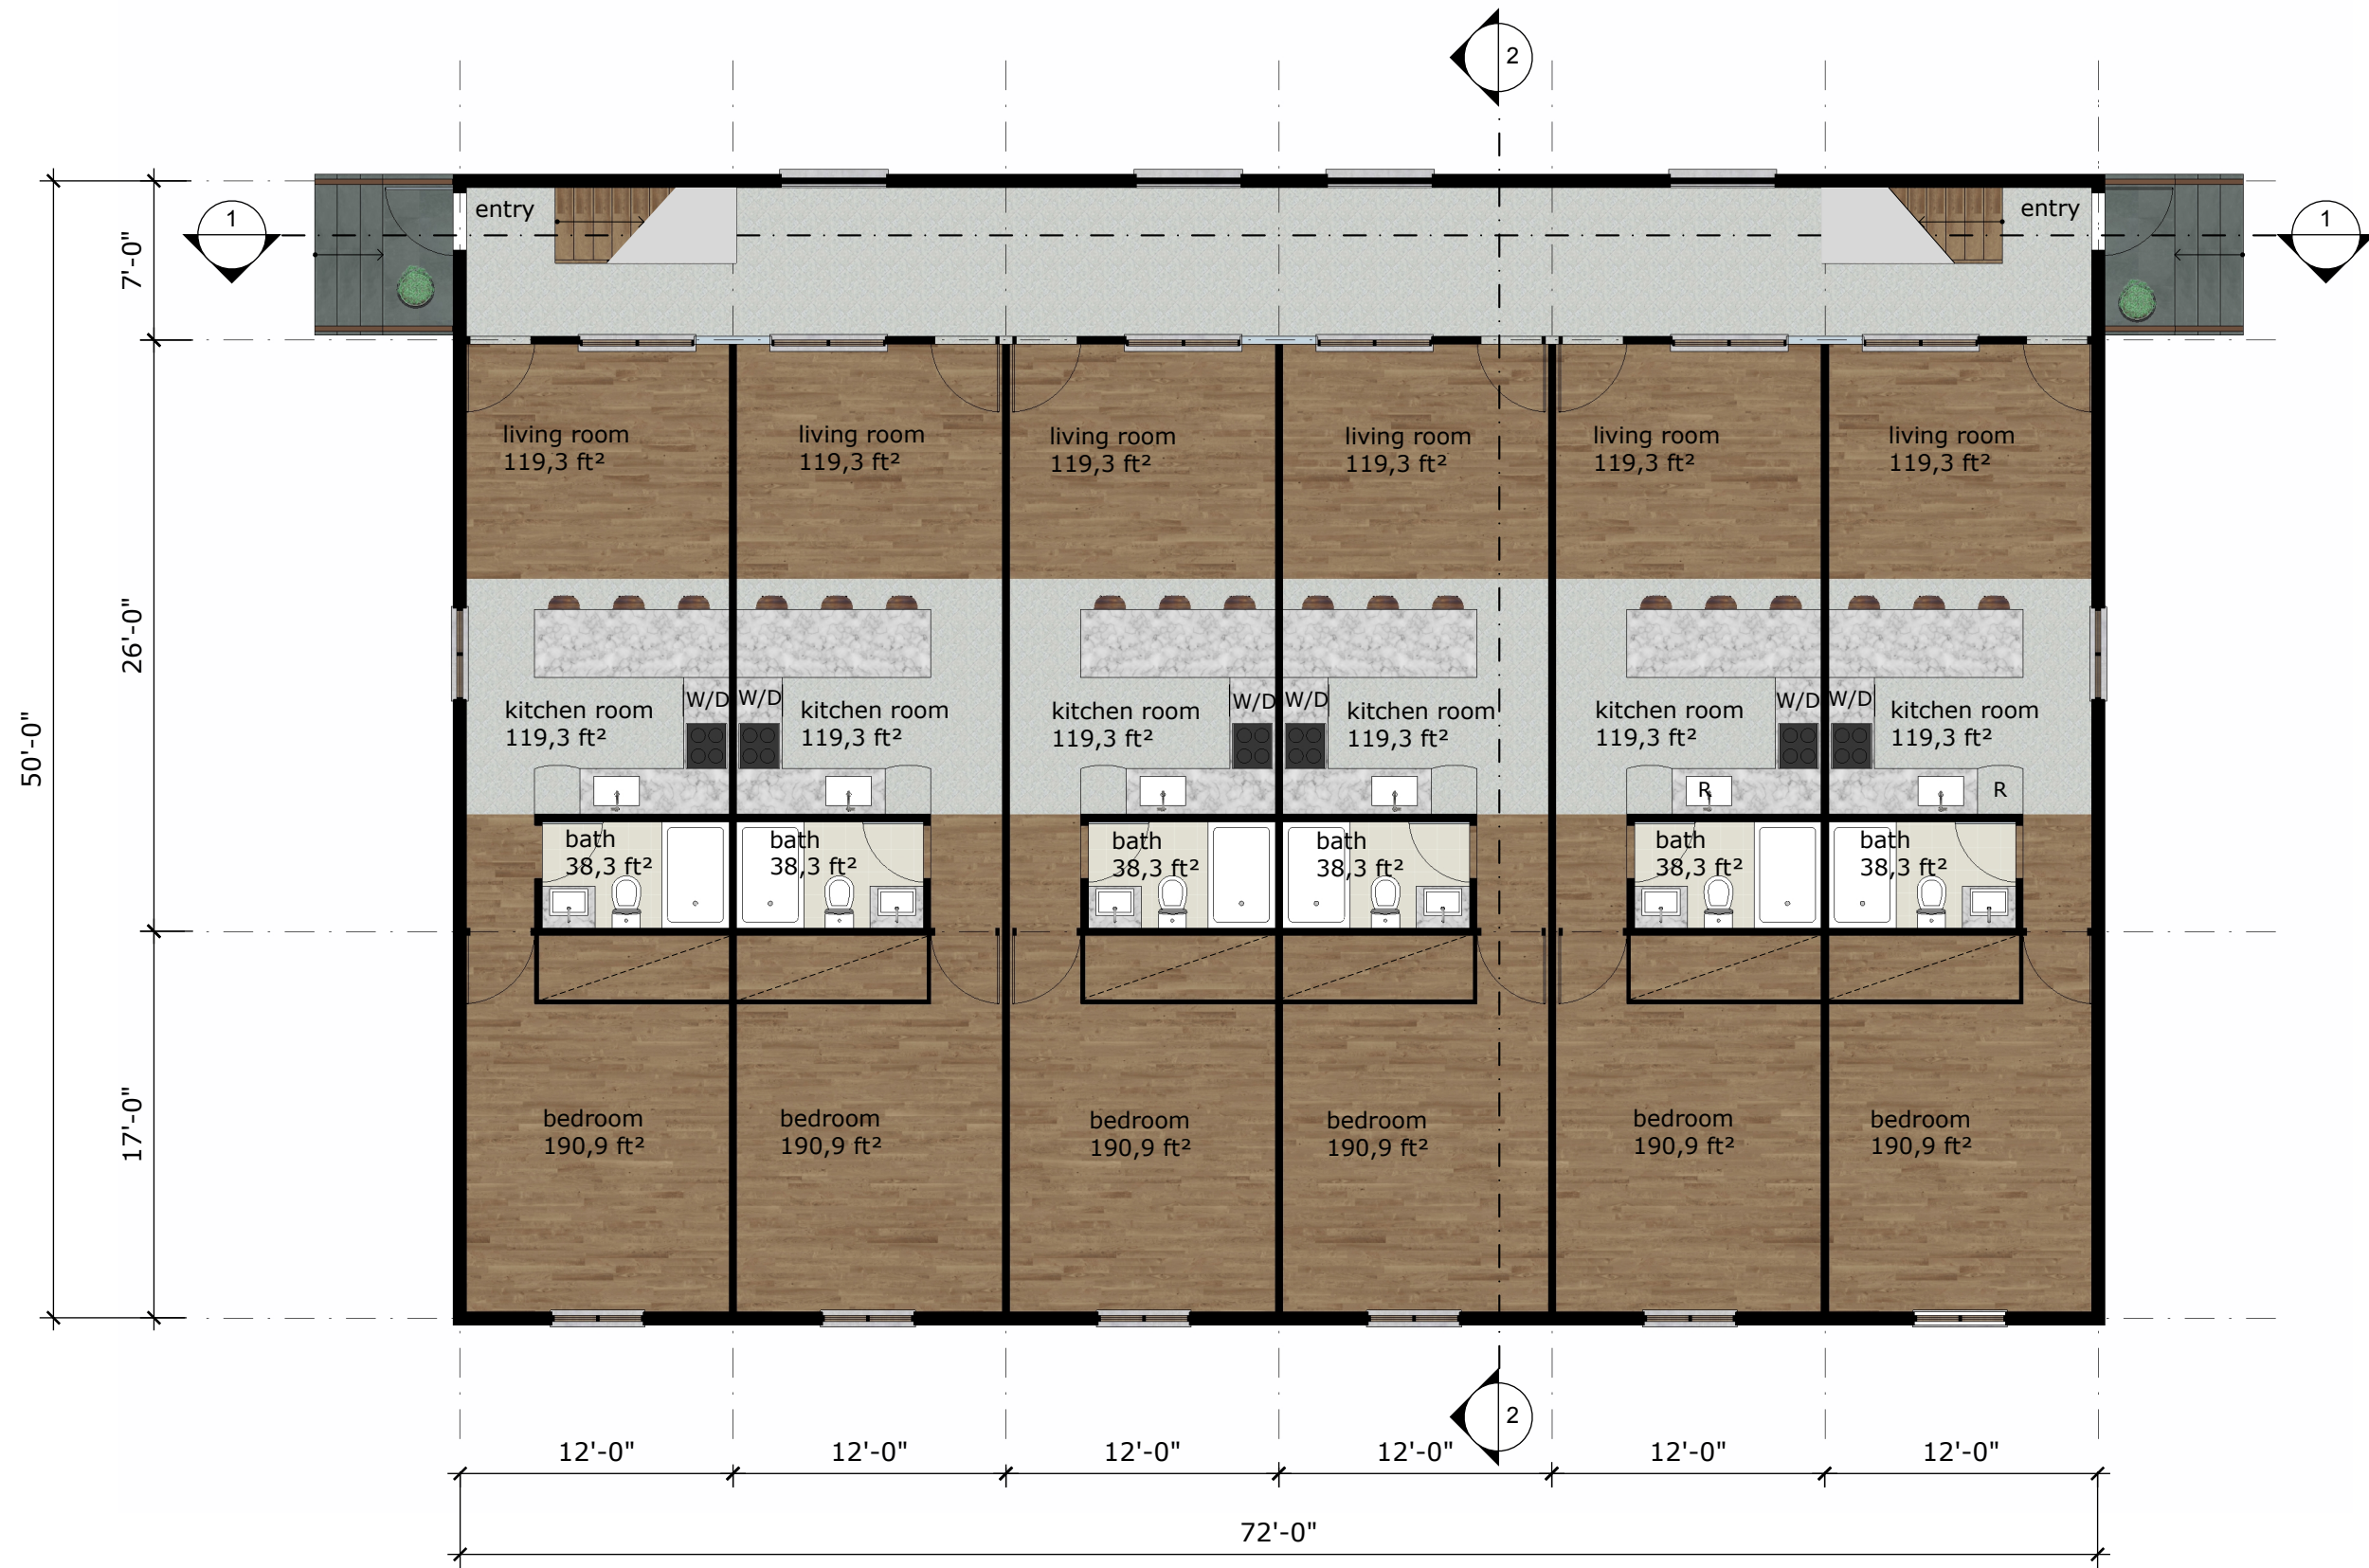 2
entry
entry
1
1
7'-0"
living room
119,3 ft²
living room
119,3 ft²
living room
119,3 ft²
living room
119,3 ft²
living room
119,3 ft²
living room
119,3 ft²
26'-0"
50'-0"
W/D
W/D
W/D
W/D
W/D
W/D
kitchen room
119,3 ft²
kitchen room
119,3 ft²
kitchen room
119,3 ft²
kitchen room
119,3 ft²
kitchen room
119,3 ft²
kitchen room
119,3 ft²
R
R
bath
38,3 ft²
bath
38,3 ft²
bath
38,3 ft²
bath
38,3 ft²
bath
38,3 ft²
bath
38,3 ft²
17'-0"
bedroom
190,9 ft²
bedroom
190,9 ft²
bedroom
190,9 ft²
bedroom
190,9 ft²
bedroom
190,9 ft²
bedroom
190,9 ft²
2
12'-0"
12'-0"
12'-0"
12'-0"
12'-0"
12'-0"
72'-0"